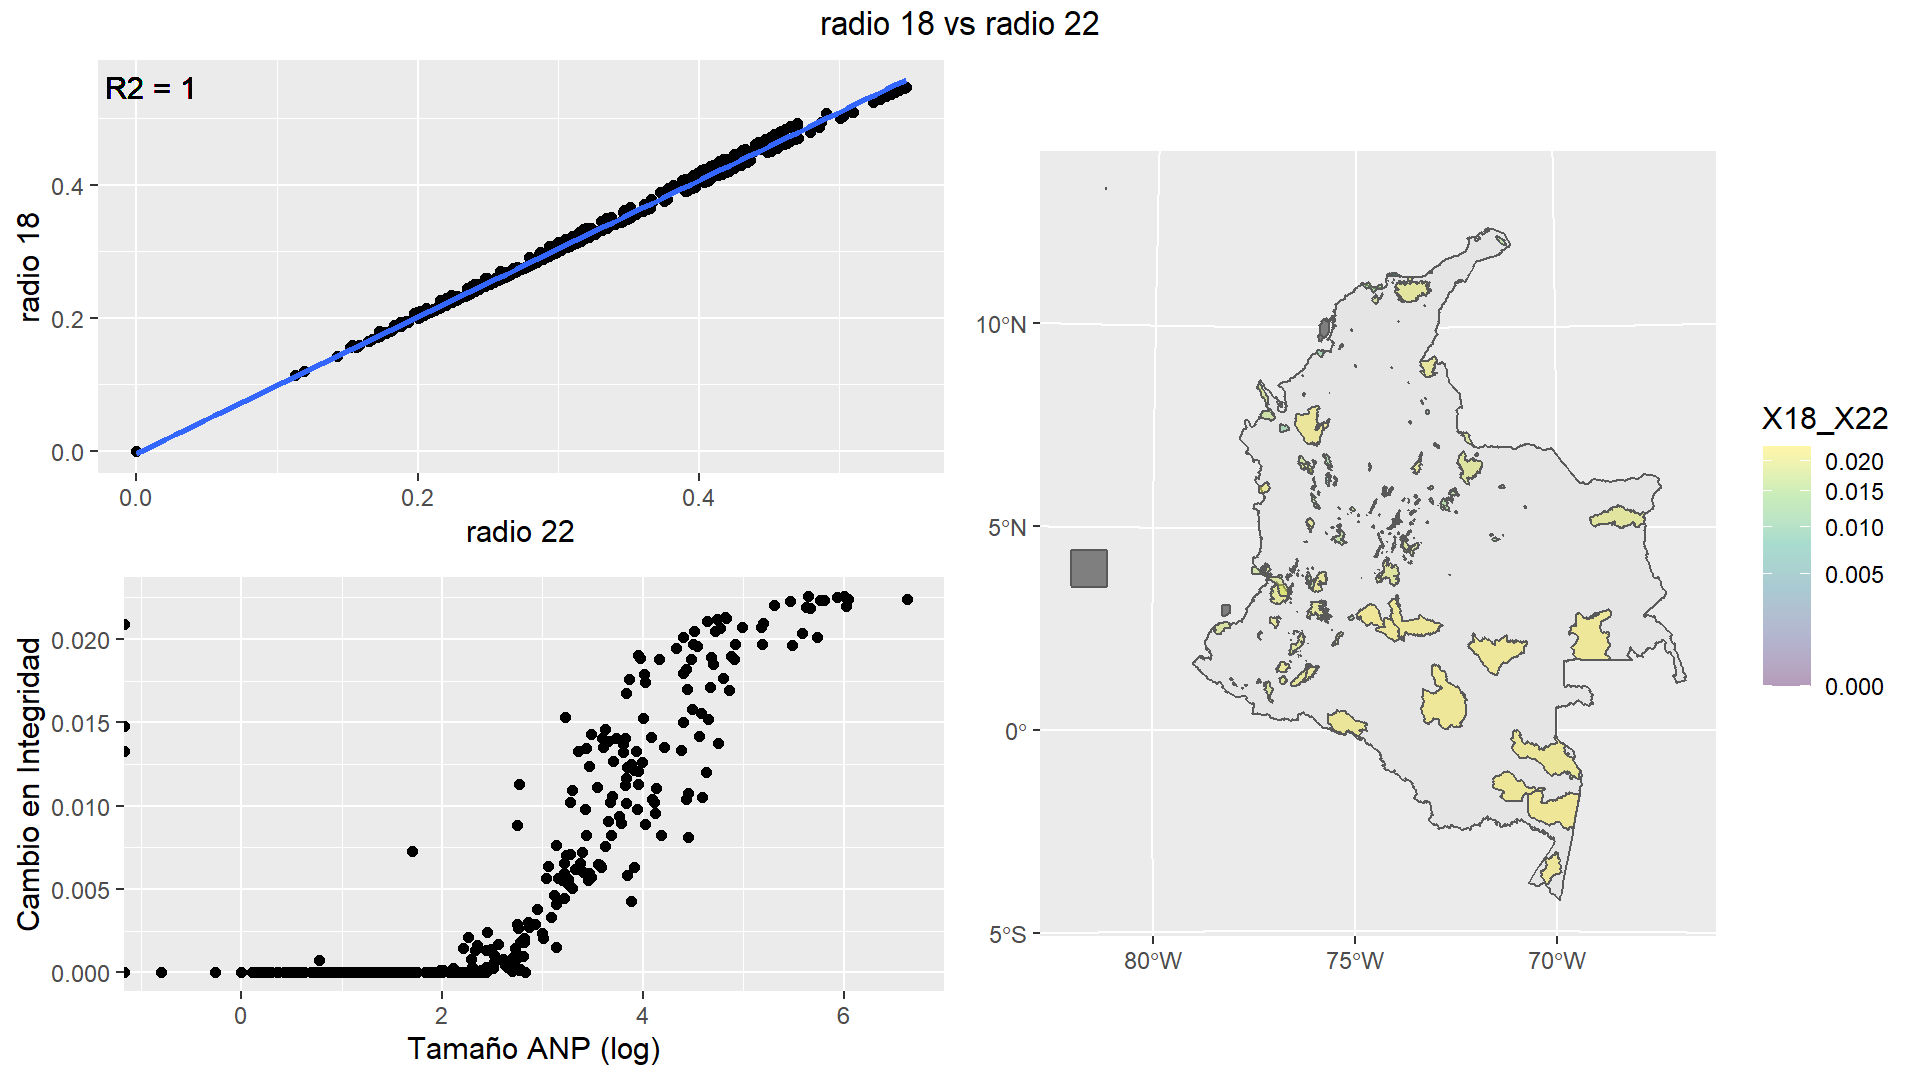 radio 18 vs radio 22
R2 = 1
radio 18
0.4
0.2
0.0
0.0 0.2 0.4
radio 22
Cambio en Integridad
0.020
0.015
0.010
0.005
0.000
0 2 4 6
Tamaño ANP (log)
10°N
5°N
0°
5°S
80°W 75°W 70°W
X18_X22
0.020
0.015
0.010
0.005
0.000